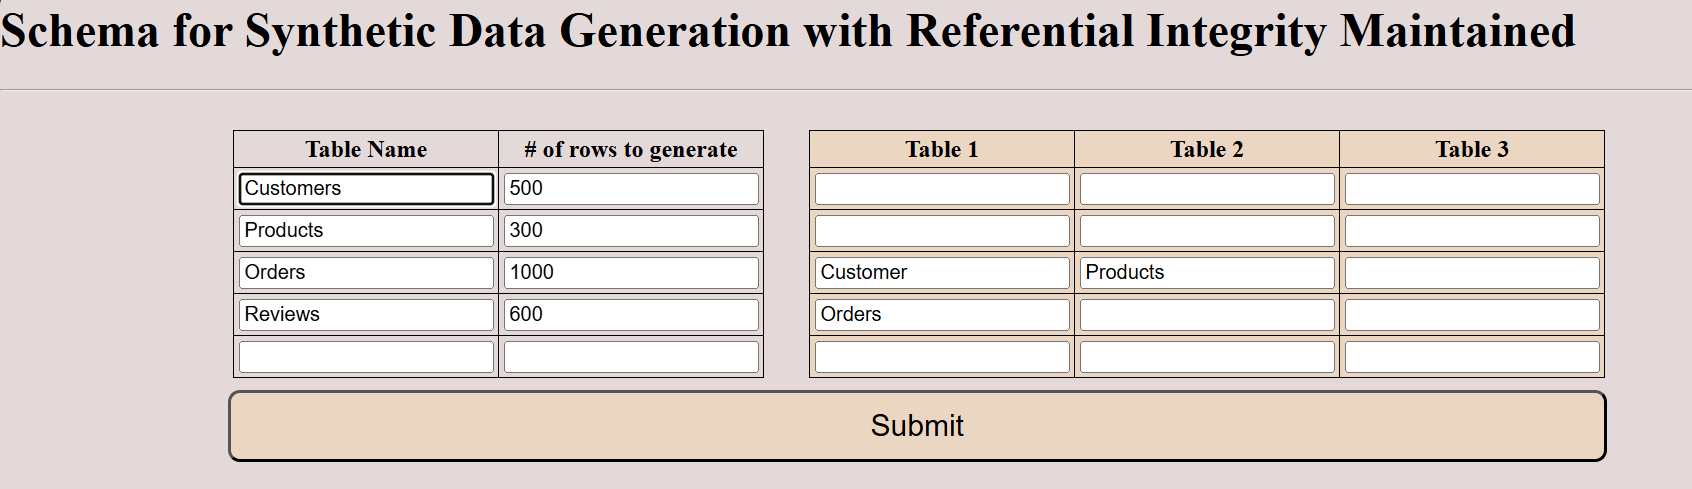 Schema for Synthetic Data Generation with Referential Integrity Maintained
Table Name # of rows to generate Table 1 Table 2 Table 3
Customers 500
Products 300
Orders 1000 Customer Products
Reviews 600 Orders
Submit